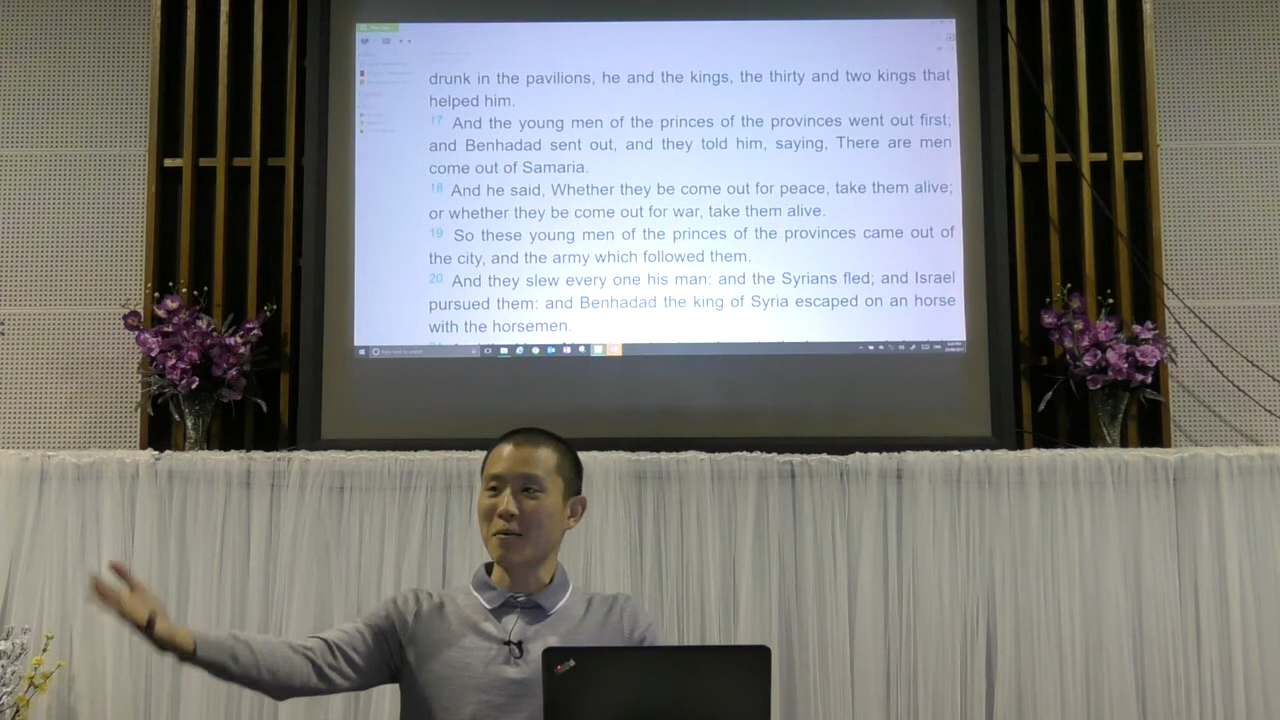 drunk in the pavilions, he and the kings, the thirty and two kings that
helped him.
17 And the young men of the princes of the provinces went out first;
and Benhadad sent out, and they told him, saying, There are men
come out of Samaria.
18 And he said, Whether they be come out for peace, take them alive;
or whether they be come out for war, take them alive.
19 So these young men of the princes of the provinces came out of
the city, and the army which followed them.
20 And they slew every one his man: and the Syrians fled; and Israel
pursued them: and Benhadad the king of Syria escaped on an horse
with the horsemen.